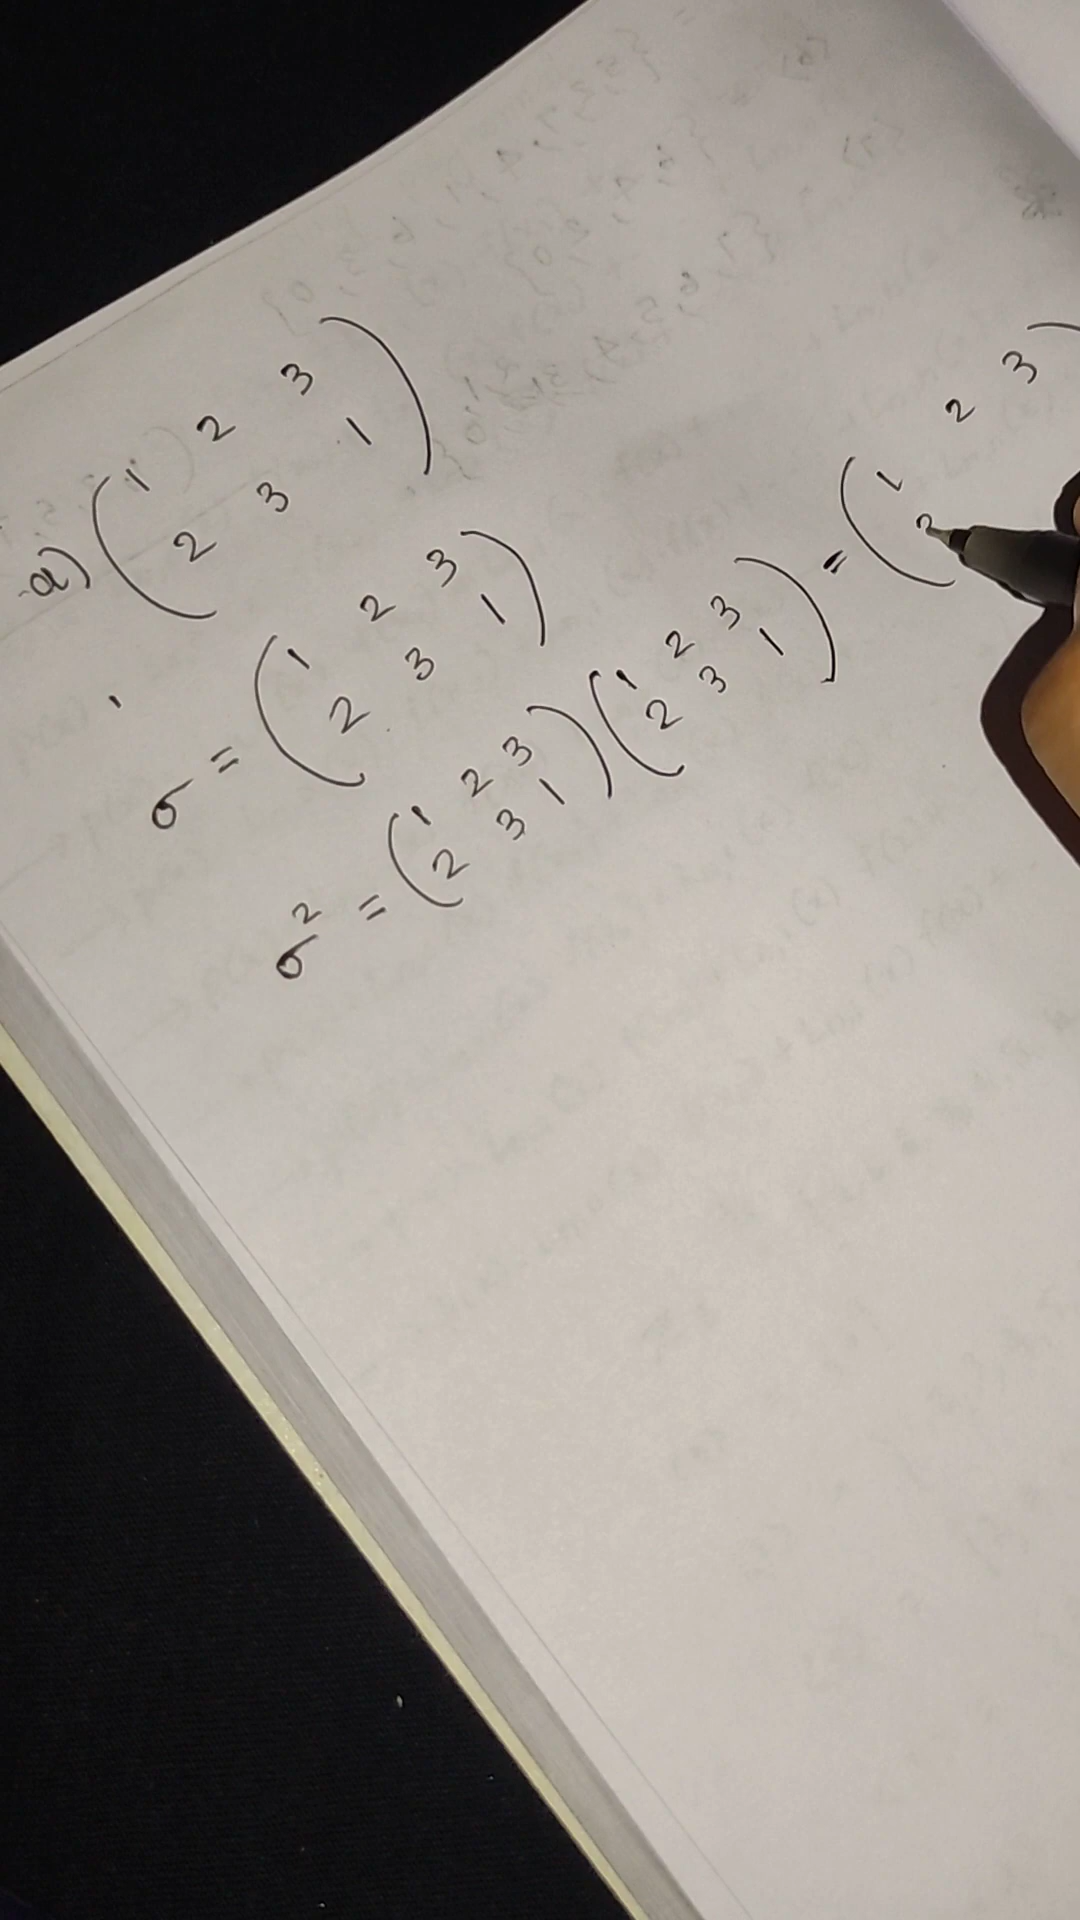 a) ( 1 2 3 )
( 2 3 1 )
σ = ( 1 2 3 )
( 2 3 1 )
σ² = ( 1 2 3 ) ( 1 2 3 ) = ( 1 2 3 )
( 2 3 1 ) ( 2 3 1 )